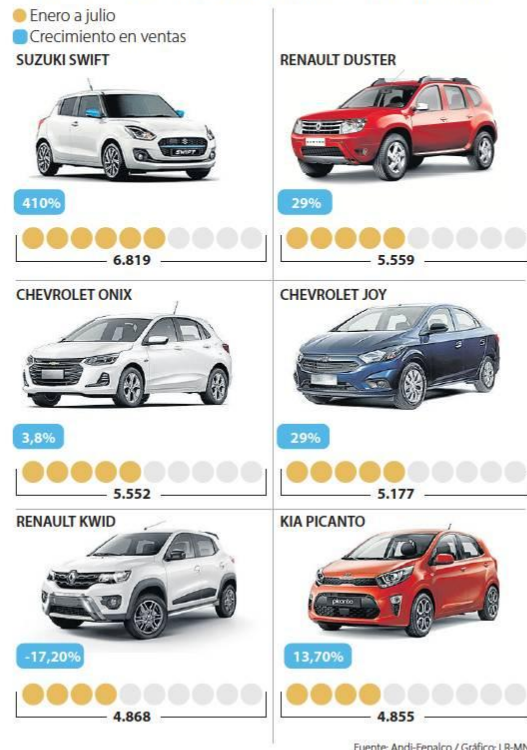 Enero a julio
Crecimiento en ventas
SUZUKI SWIFT
SWIFT
410%
6.819
RENAULT DUSTER
29%
5.559
CHEVROLET ONIX
3,8%
5.552
CHEVROLET JOY
29%
5.177
RENAULT KWID
-17,20%
4.868
KIA PICANTO
picanto
13,70%
4.855
Fuente: Andi-Fenalco / Gráfico: LR-MN